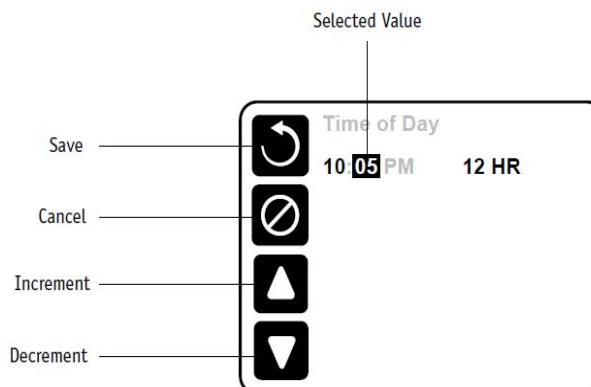 Selected Value
Save
Time of Day
10:05 PM 12 HR
Cancel
Increment
Decrement